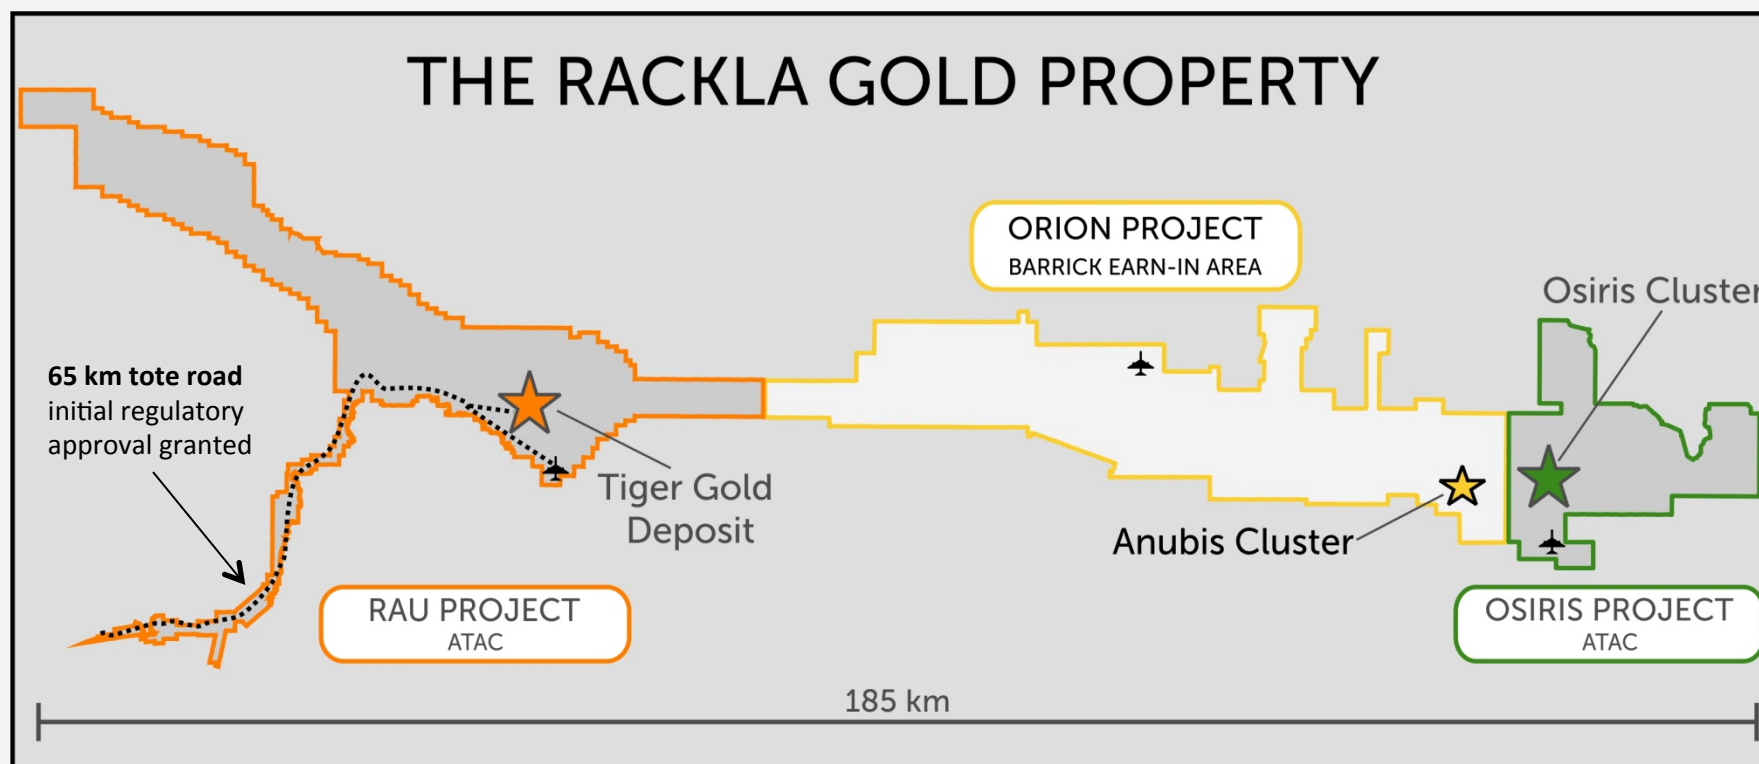 THE RACKLA GOLD PROPERTY
ORION PROJECT
BARRICK EARN-IN AREA
Osiris Cluster
65 km tote road
initial regulatory
approval granted
Tiger Gold
Deposit
Anubis Cluster
RAU PROJECT
ATAC
OSIRIS PROJECT
ATAC
185 km